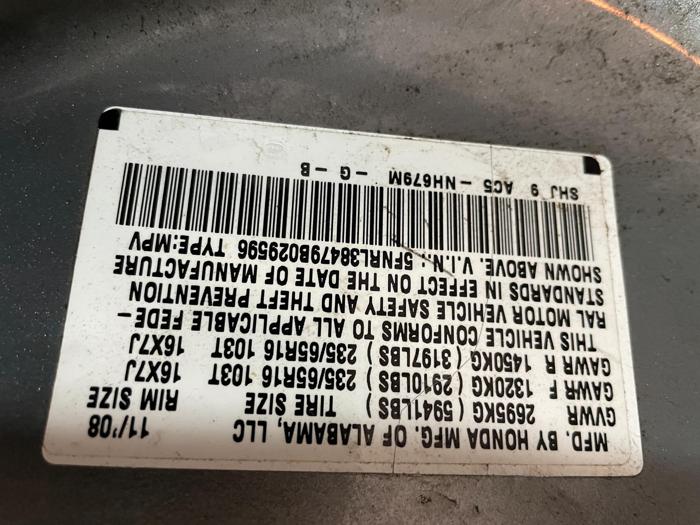 MFD. BY HONDA MFG. OF ALABAMA, LLC 11/'08
GVWR 2695KG ( 5941LBS ) TIRE SIZE RIM SIZE
GAWR F 1320KG ( 2910LBS ) 235/65R16 103T 16X7J
GAWR R 1450KG ( 3197LBS ) 235/65R16 103T 16X7J
THIS VEHICLE CONFORMS TO ALL APPLICABLE FEDE-
RAL MOTOR VEHICLE SAFETY AND THEFT PREVENTION
STANDARDS IN EFFECT ON THE DATE OF MANUFACTURE
SHOWN ABOVE. V.I.N.: 5FNRL38479B029596 TYPE:MPV
SHJ 9 AC5 - NH679M - G - B